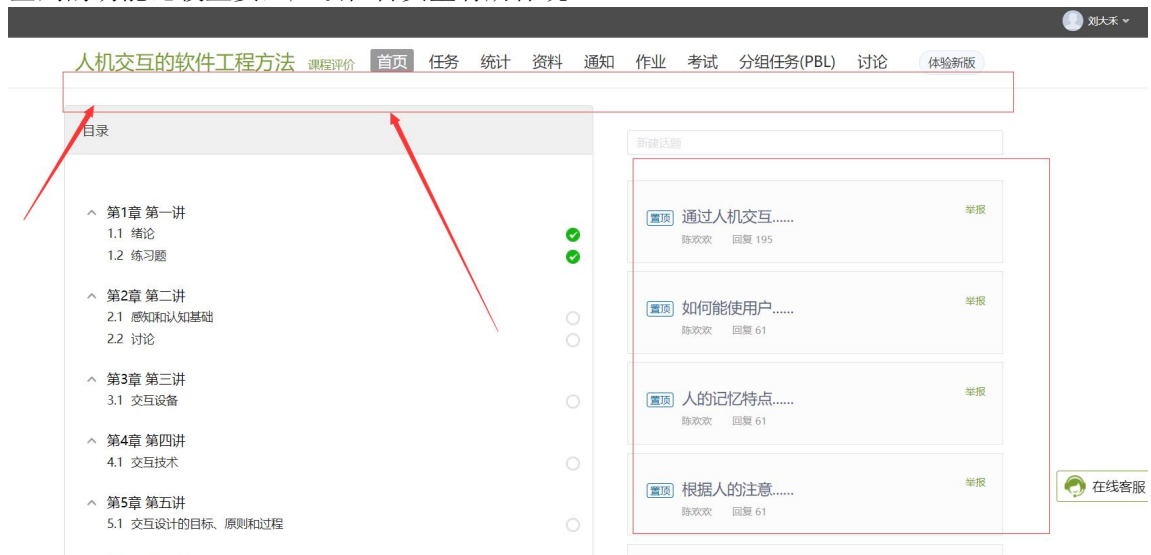 刘大禾
人机交互的软件工程方法 课程评价 首页 任务 统计 资料 通知 作业 考试 分组任务(PBL) 讨论 体验新版
目录
第1章 第一讲
1.1 绪论
1.2 练习题
第2章 第二讲
2.1 感知和认知基础
2.2 讨论
第3章 第三讲
3.1 交互设备
第4章 第四讲
4.1 交互技术
第5章 第五讲
5.1 交互设计的目标、原则和过程
新建话题
置顶 通过人机交互...... 举报
陈欢欢 回复 195
置顶 如何能使用户...... 举报
陈欢欢 回复 61
置顶 人的记忆特点...... 举报
陈欢欢 回复 61
置顶 根据人的注意...... 举报
陈欢欢 回复 61
在线客服